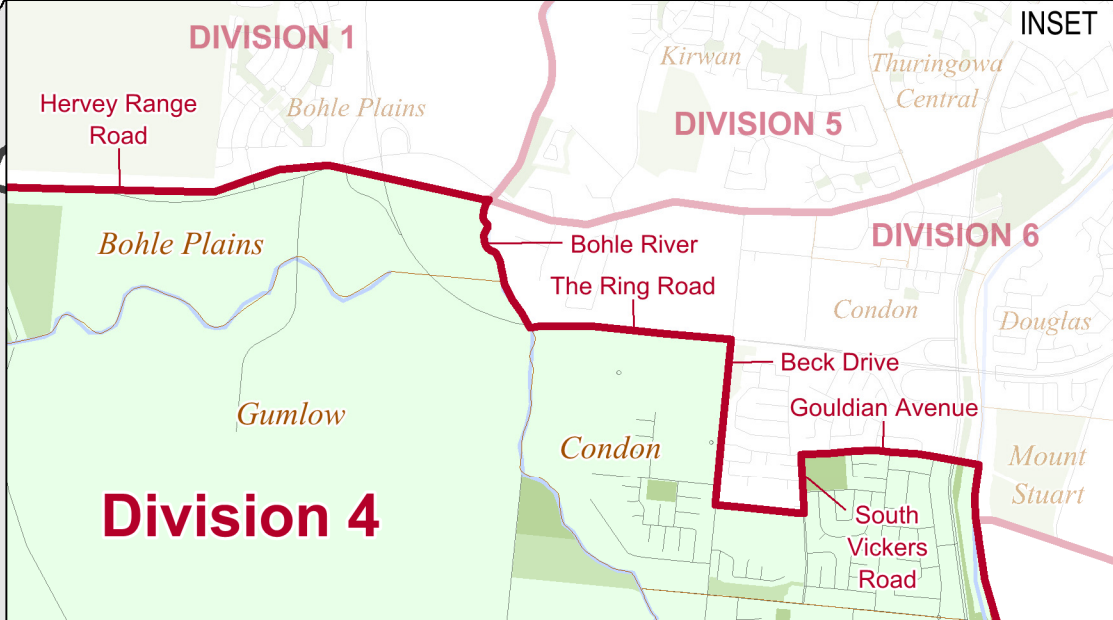 INSET
DIVISION 1
Kirwan
Thuringowa
Central
Hervey Range
Road
Bohle Plains
DIVISION 5
Bohle Plains
Bohle River
DIVISION 6
The Ring Road
Condon
Douglas
Beck Drive
Gouldian Avenue
Gumlow
Condon
Mount
Stuart
Division 4
South
Vickers
Road